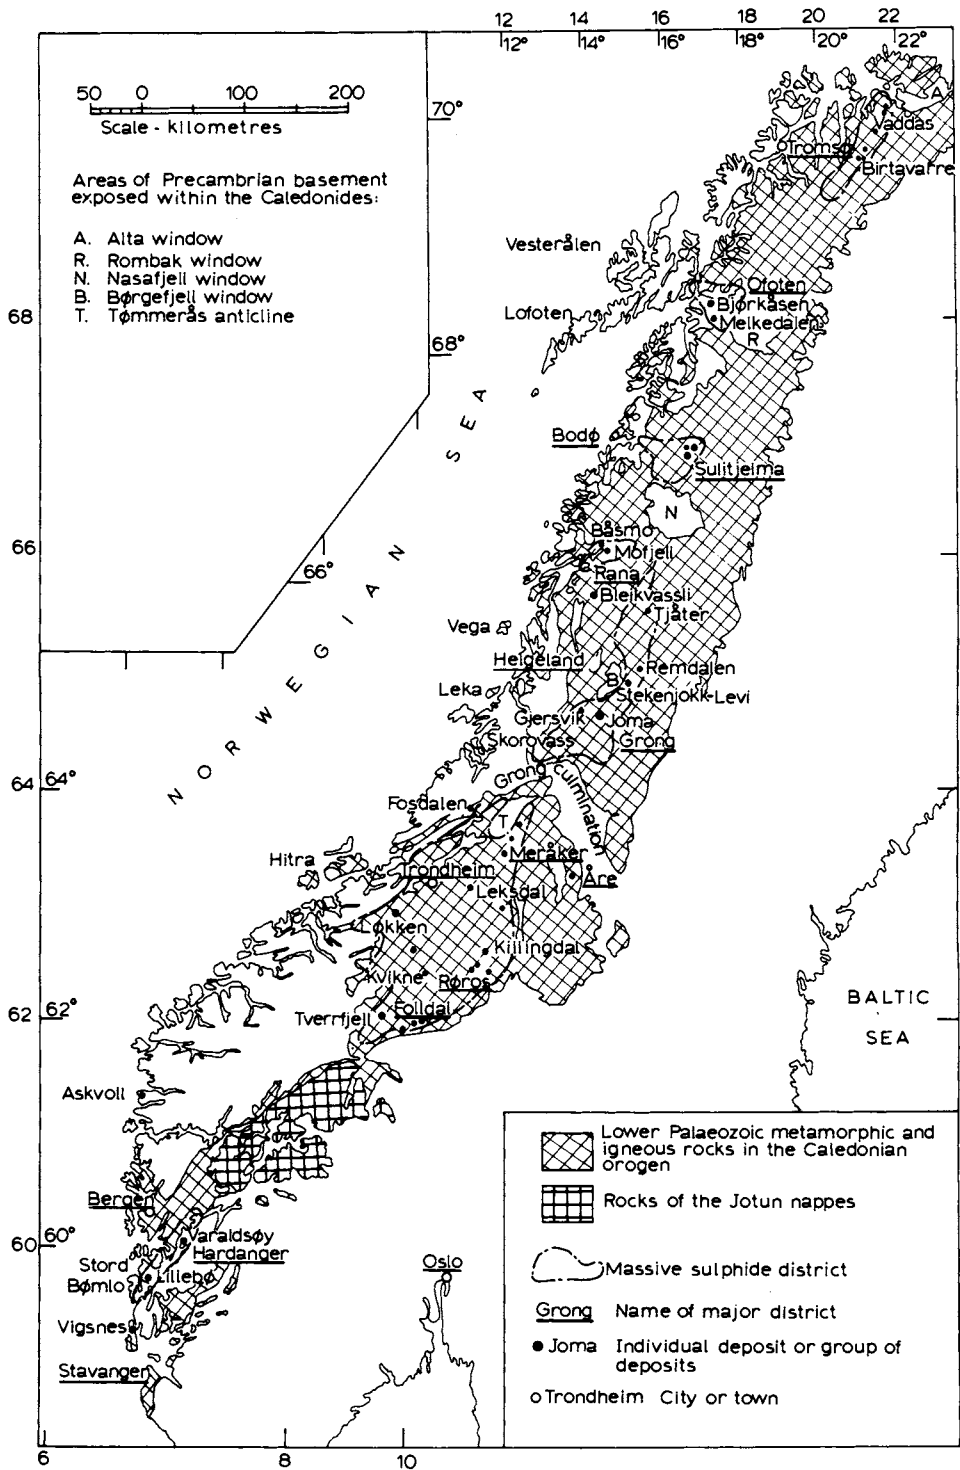 12 14 16 18 20 22
12° 14° 16° 18° 20° 22°
50 0 100 200
Scale - kilometres
70°
Areas of Precambrian basement
exposed within the Caledonides:
A. Alta window
R. Rombak window
N. Nasafjell window
B. Børgefjell window
T. Tømmerås anticline
A
Vaddas
Tromsø
Birtavarre
Vesterålen
Ofoten
Lofoten
Bjørkåsen
Melkedalen
R
68
68°
NORWEGIAN SEA
Bodø
Sulitjelma
N
Båsmo
Mofjell
66
66°
Rana
Bleikvassli
Tjåter
Vega
Helgeland
Remdalen
B
Leka
Stekenjokk-Levi
Gjersvik
Joma
Skorovass
Grong
Grong culmination
64 64°
Fosdalen
T
Hitra
Meråker
Trondheim
Åre
Leksdal
Løkken
Kjilingdal
Kvikne
Røros
Folldal
Tverrfjell
62 62°
BALTIC
SEA
Askvoll
Bergen
Varaldsøy
Hardanger
60 60°
Stord
Bømlo
Lillebø
Oslo
Vigsnes
Stavanger
Lower Palaeozoic metamorphic and
igneous rocks in the Caledonian
orogen
Rocks of the Jotun nappes
Massive sulphide district
Grong Name of major district
Joma Individual deposit or group of
deposits
Trondheim City or town
6 8 10